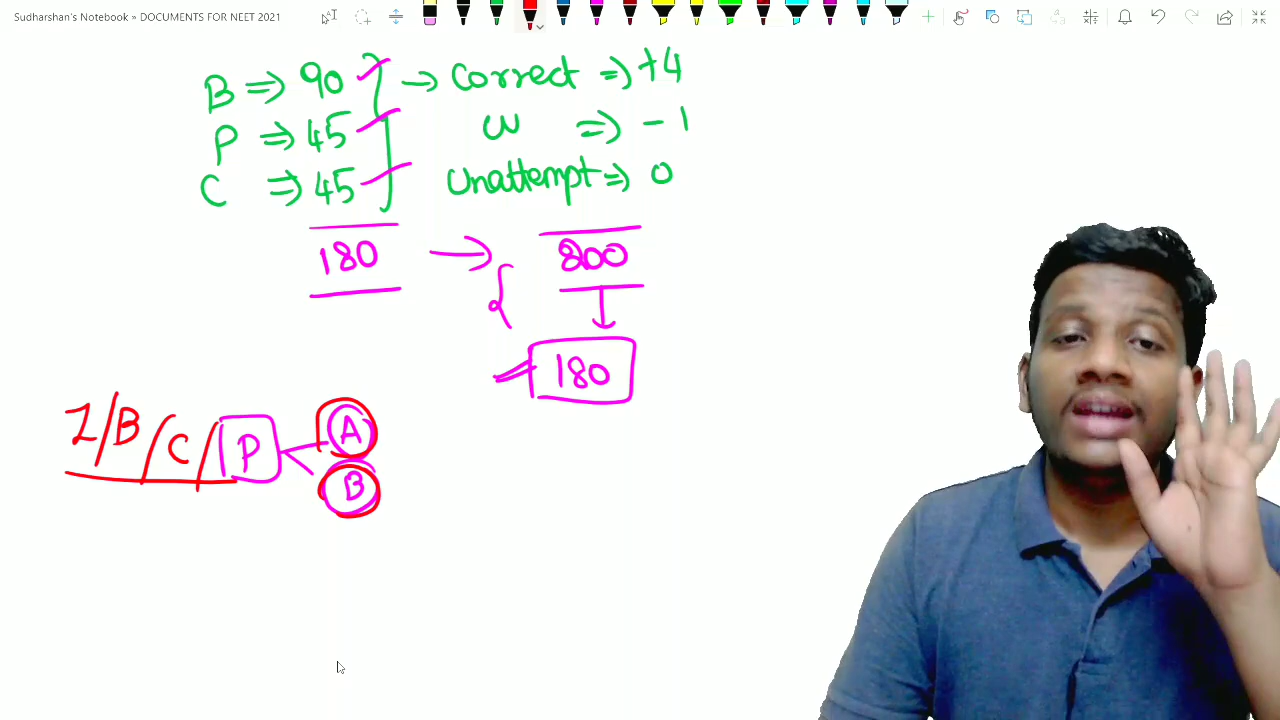 Sudharshan's Notebook » DOCUMENTS FOR NEET 2021
B ⇒ 90 → Correct ⇒ +4
P ⇒ 45 W ⇒ -1
C ⇒ 45 Unattempt ⇒ 0
180 → 800
180
Z/B/C/P A
B